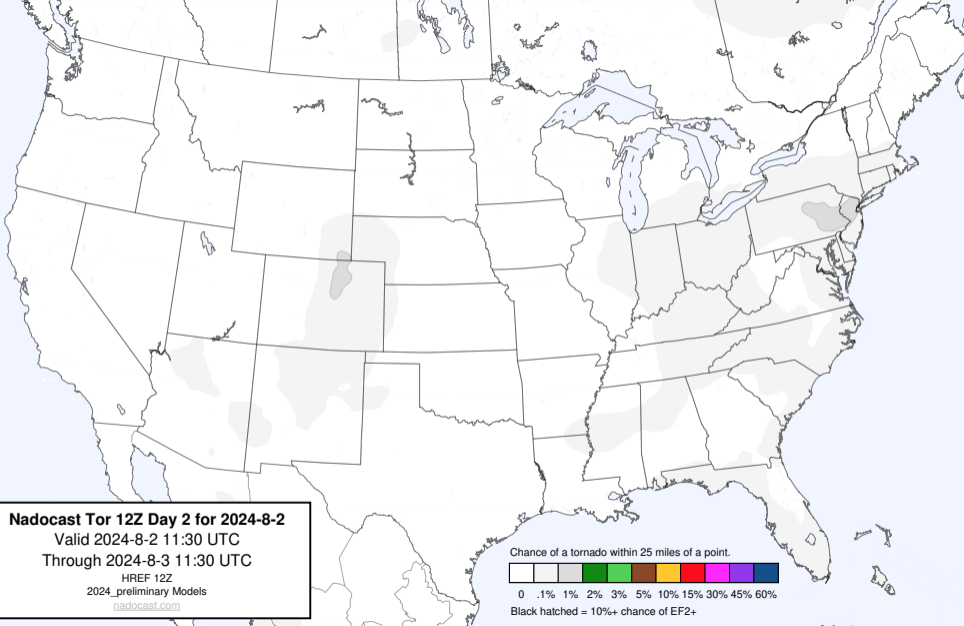 Nadocast Tor 12Z Day 2 for 2024-8-2
Valid 2024-8-2 11:30 UTC
Through 2024-8-3 11:30 UTC
HREF 12Z
2024_preliminary Models
nadocast.com
Chance of a tornado within 25 miles of a point.
0 .1% 1% 2% 3% 5% 10% 15% 30% 45% 60%
Black hatched = 10%+ chance of EF2+